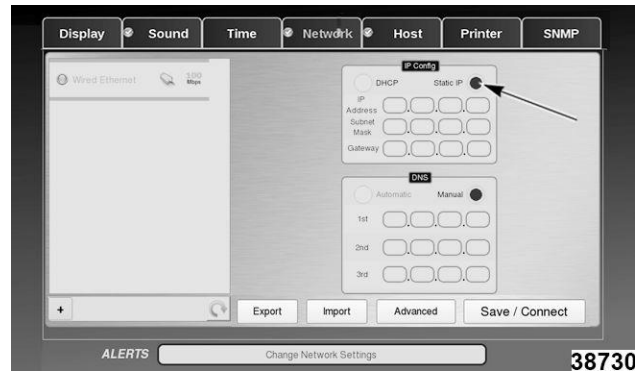 Display Sound Time Network Host Printer SNMP
IP Config
Wired Ethernet 100 Mbps
DHCP Static IP
IP Address
Subnet Mask
Gateway
DNS
Automatic Manual
1st
2nd
3rd
+ Export Import Advanced Save / Connect
ALERTS Change Network Settings
38730